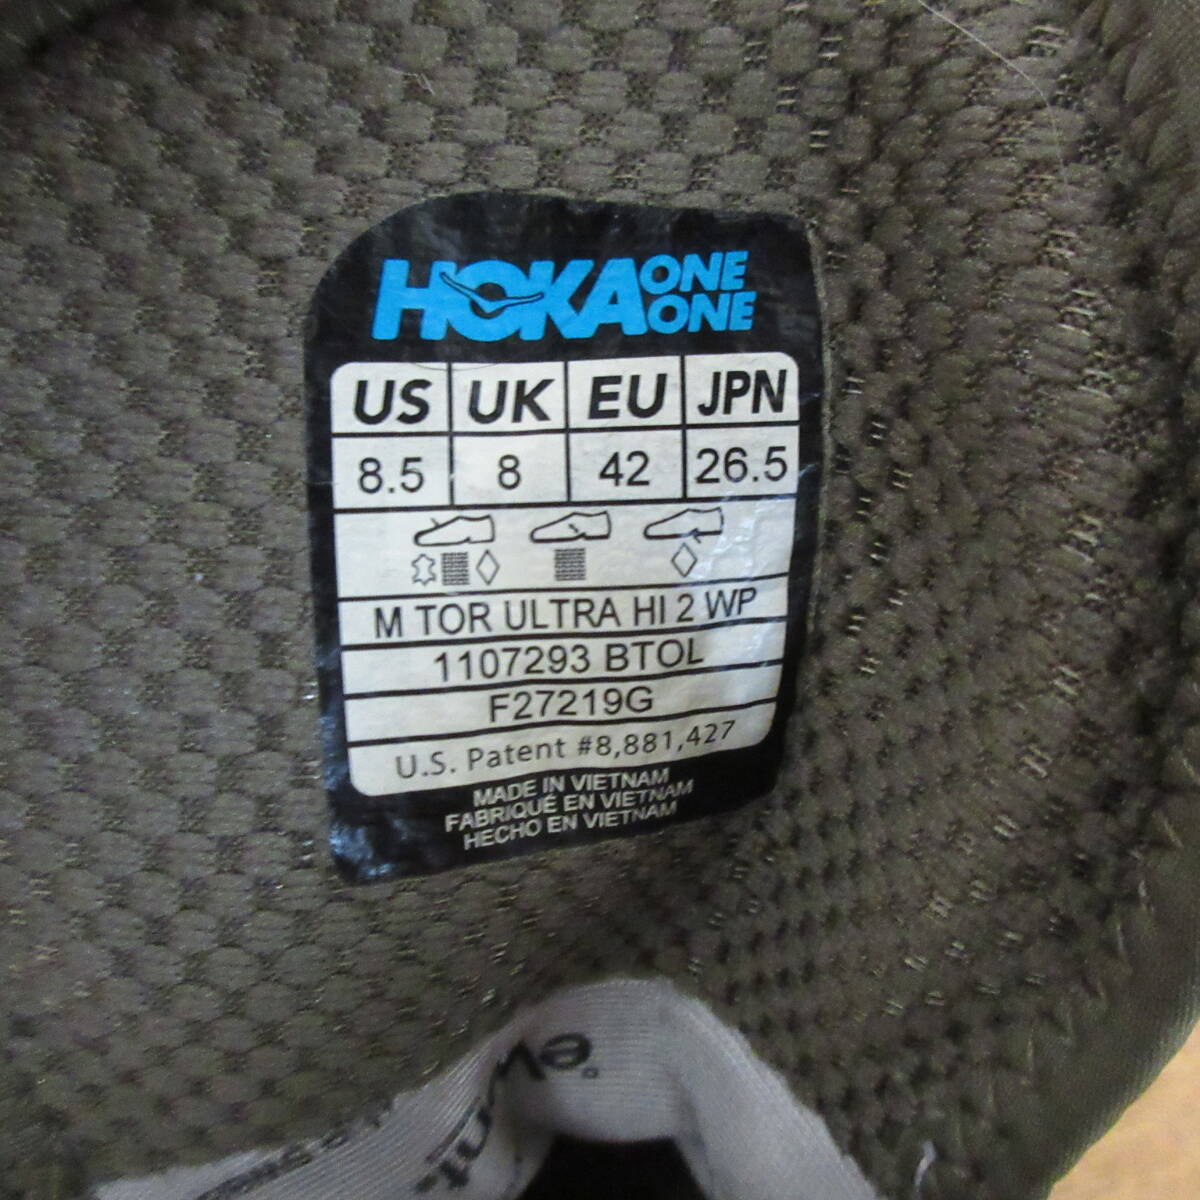 HOKA ONE ONE
US UK EU JPN
8.5 8 42 26.5
M TOR ULTRA HI 2 WP
1107293 BTOL
F27219G
U.S. Patent #8,881,427
MADE IN VIETNAM
FABRIQUÉ EN VIETNAM
HECHO EN VIETNAM
event